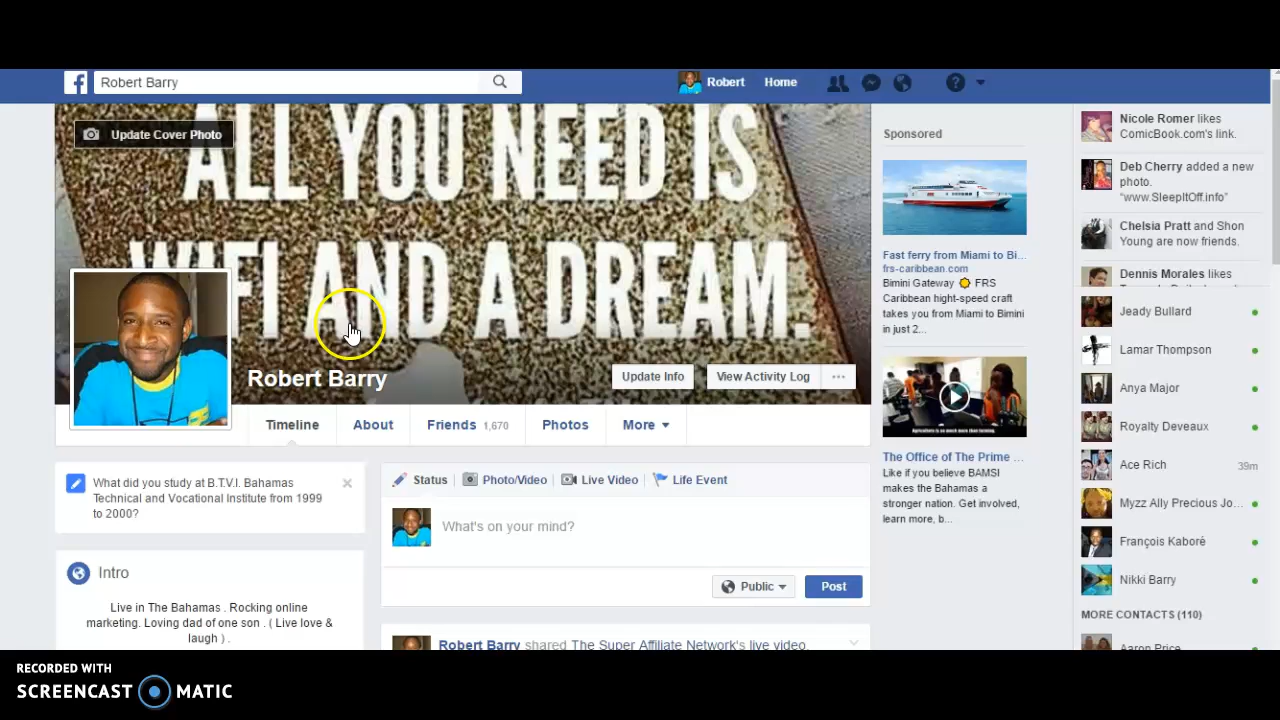 Robert Barry
Robert
Home
Update Cover Photo
ALL YOU NEED IS
WIFI AND A DREAM.
Robert Barry
Update Info
View Activity Log
Timeline
About
Friends 1,670
Photos
More
What did you study at B.T.V.I. Bahamas
Technical and Vocational Institute from 1999
to 2000?
Intro
Live in The Bahamas . Rocking online
marketing. Loving dad of one son . ( Live love &
laugh ) .
Status
Photo/Video
Live Video
Life Event
What's on your mind?
Public
Post
Robert Barry shared The Super Affiliate Network's live video.
Sponsored
Fast ferry from Miami to Bi...
frs-caribbean.com
Bimini Gateway FRS
Caribbean hight-speed craft
takes you from Miami to Bimini
in just 2...
The Office of The Prime ...
Like if you believe BAMSI
makes the Bahamas a
stronger nation. Get involved,
learn more, b...
Nicole Romer likes
ComicBook.com's link.
Deb Cherry added a new
photo.
“www.SleepItOff.info”
Chelsia Pratt and Shon
Young are now friends.
Dennis Morales likes
Jeady Bullard
Lamar Thompson
Anya Major
Royalty Deveaux
Ace Rich 39m
Myzz Ally Precious Jo...
François Kaboré
Nikki Barry
MORE CONTACTS (110)
Aaron Price
RECORDED WITH
SCREENCAST MATIC